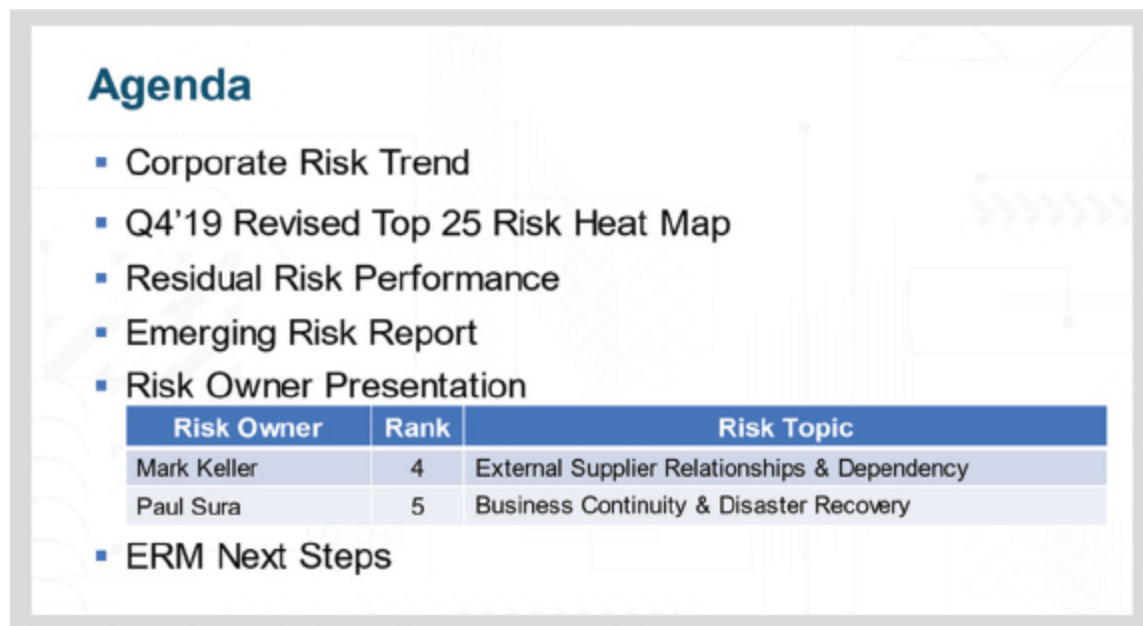 Agenda
▪ Corporate Risk Trend
▪ Q4’19 Revised Top 25 Risk Heat Map
▪ Residual Risk Performance
▪ Emerging Risk Report
▪ Risk Owner Presentation
Risk Owner Rank Risk Topic
Mark Keller 4 External Supplier Relationships & Dependency
Paul Sura 5 Business Continuity & Disaster Recovery
▪ ERM Next Steps